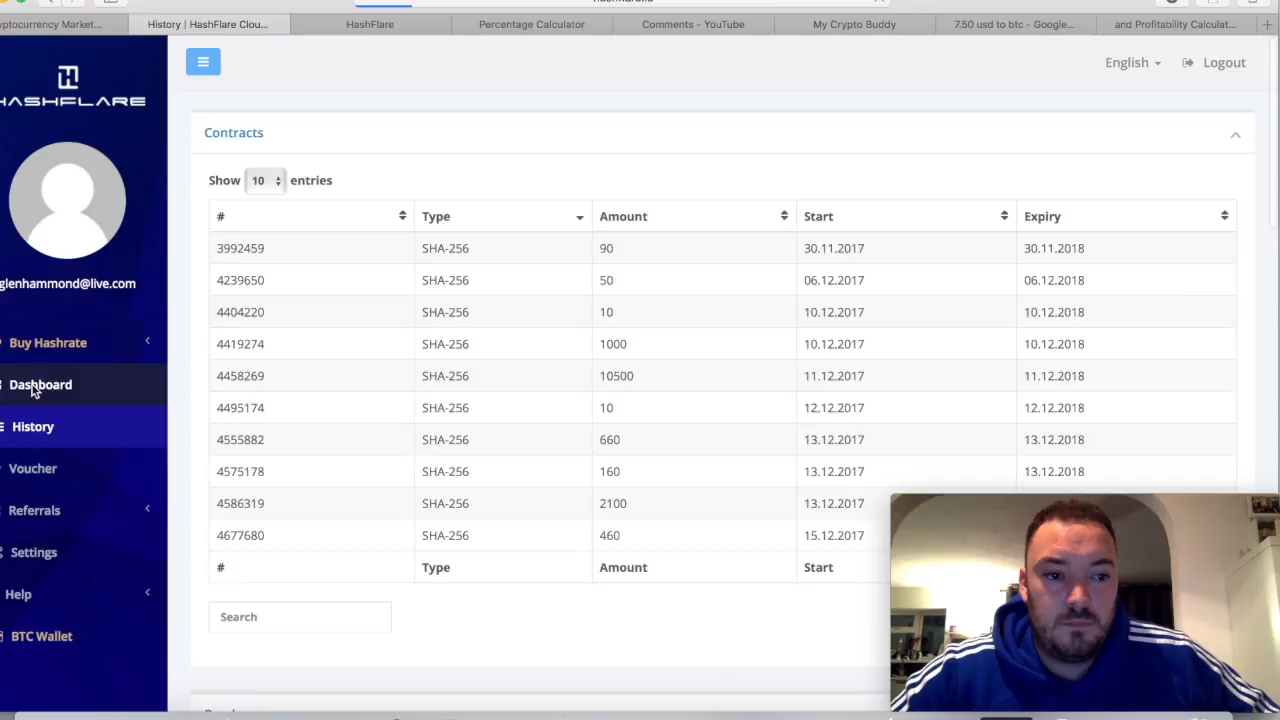 hashflare.io
yptocurrency Market...
History | HashFlare Clou...
HashFlare
Percentage Calculator
Comments - YouTube
My Crypto Buddy
7.50 usd to btc - Google...
and Profitability Calculat...
HASHFLARE
English
Logout
glenhammond@live.com
Buy Hashrate
Dashboard
History
Voucher
Referrals
Settings
Help
BTC Wallet
Contracts
Show 10 entries
# Type Amount Start Expiry
3992459 SHA-256 90 30.11.2017 30.11.2018
4239650 SHA-256 50 06.12.2017 06.12.2018
4404220 SHA-256 10 10.12.2017 10.12.2018
4419274 SHA-256 1000 10.12.2017 10.12.2018
4458269 SHA-256 10500 11.12.2017 11.12.2018
4495174 SHA-256 10 12.12.2017 12.12.2018
4555882 SHA-256 660 13.12.2017 13.12.2018
4575178 SHA-256 160 13.12.2017 13.12.2018
4586319 SHA-256 2100 13.12.2017
4677680 SHA-256 460 15.12.2017
# Type Amount Start
Search